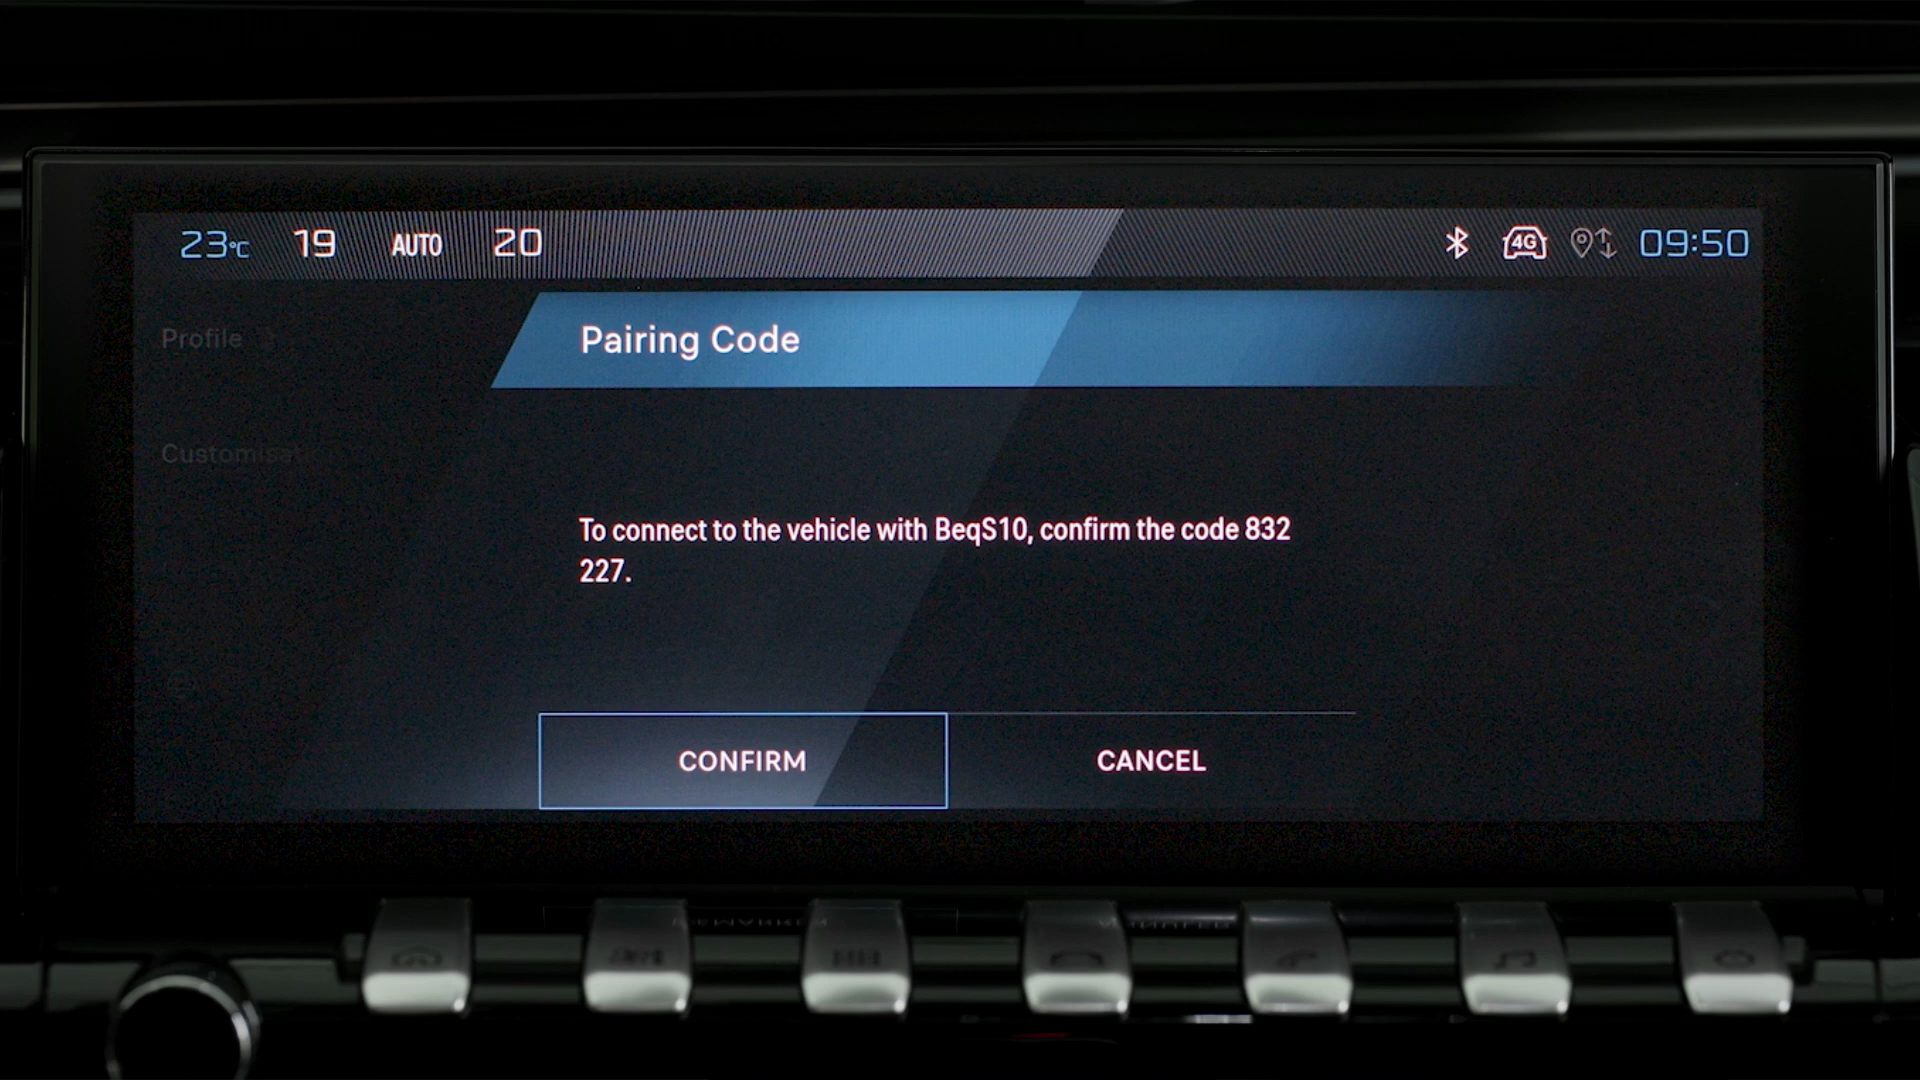 23°C 19 AUTO 20 4G 09:50
Profile
Pairing Code
Customisat
To connect to the vehicle with BeqS10, confirm the code 832
227.
CONFIRM CANCEL